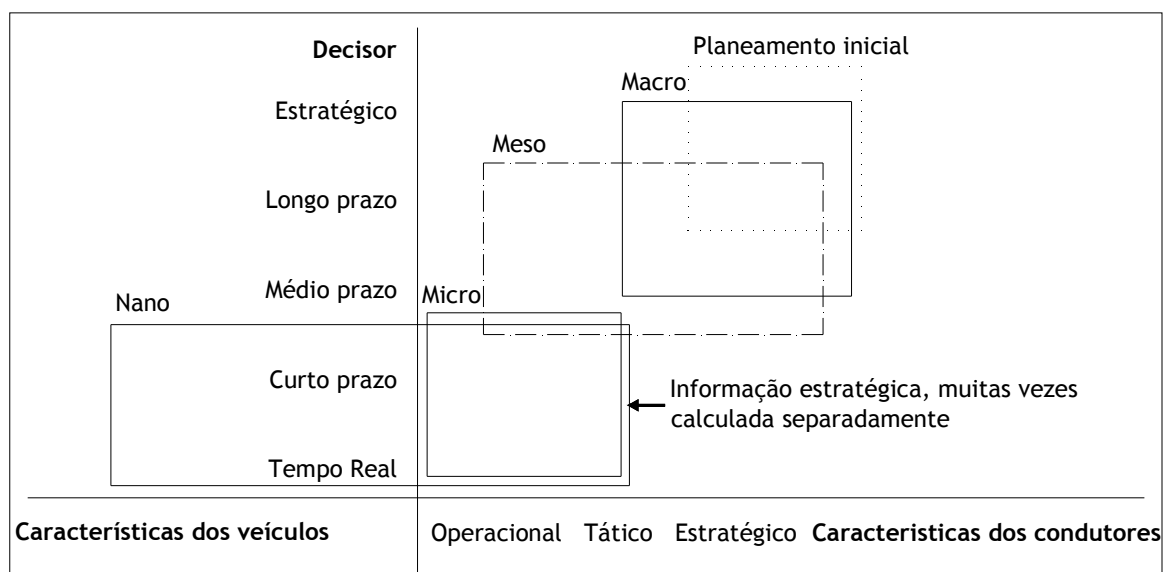 Decisor
Planeamento inicial
Macro
Estratégico
Meso
Longo prazo
Médio prazo
Micro
Nano
Curto prazo
Informação estratégica, muitas vezes
calculada separadamente
Tempo Real
Características dos veículos
Operacional Tático Estratégico Caracteristicas dos condutores